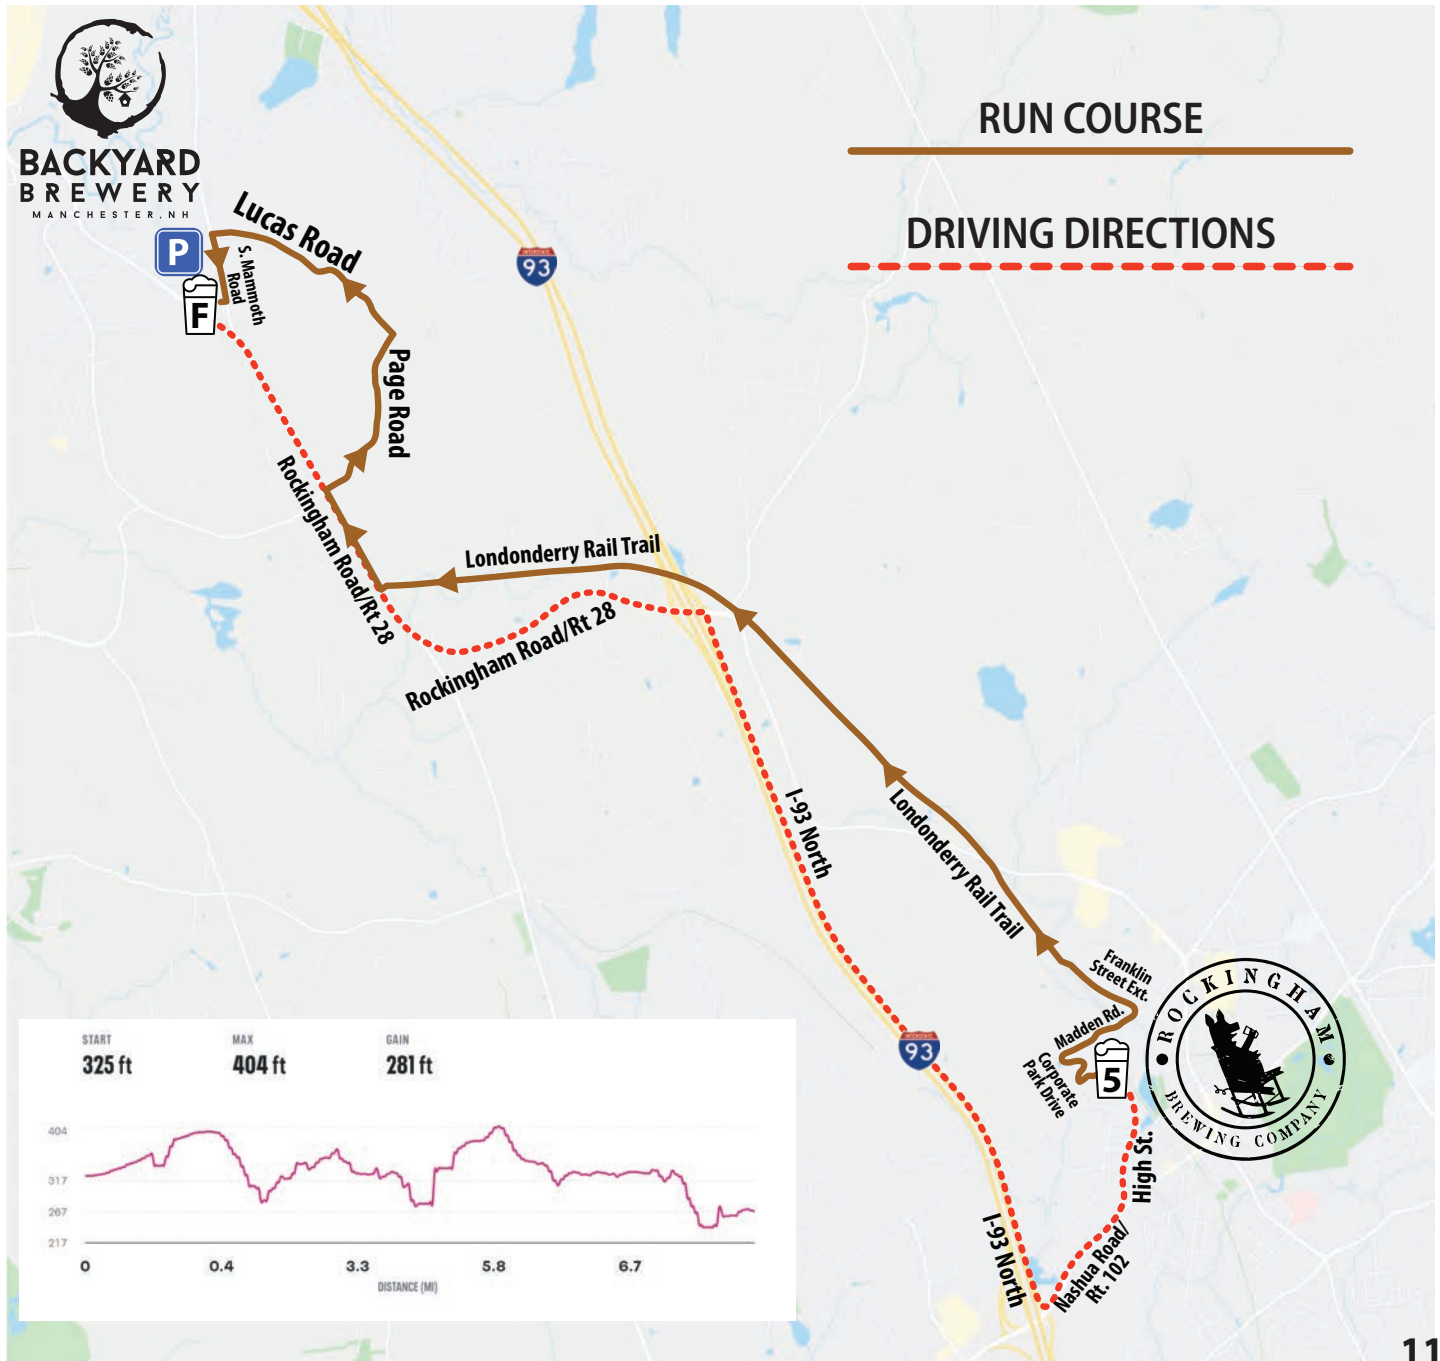 BACKYARD
BREWERY
MANCHESTER.NH
RUN COURSE
DRIVING DIRECTIONS
P
F
Lucas Road
S. Mammoth
Road
INTERSTATE
93
Page Road
Rockingham Road/Rt 28
Londonderry Rail Trail
Rockingham Road/Rt 28
I-93 North
Londonderry Rail Trail
Franklin
Street Ext.
Madden Rd.
Corporate
Park Drive
5
ROCKINGHAM
BREWING COMPANY
INTERSTATE
93
High St.
I-93 North
Nashua Road/
Rt. 102
START
MAX
GAIN
325 ft
404 ft
281 ft
404
317
267
217
0
0.4
3.3
5.8
6.7
DISTANCE (MI)
11